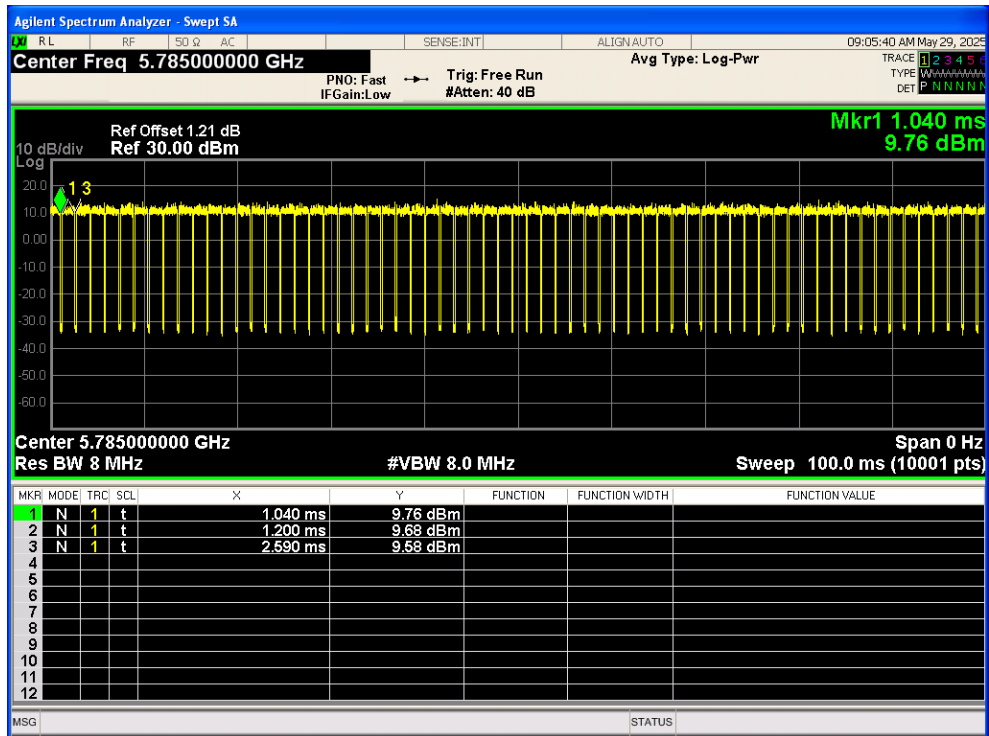 Agilent Spectrum Analyzer - Swept SA
LXI RL RF 50 Ω AC SENSE:INT ALIGNAUTO 09:05:40 AM May 29, 2025
Center Freq 5.785000000 GHz
PNO: Fast
IFGain:Low
Trig: Free Run
#Atten: 40 dB
Avg Type: Log-Pwr
TRACE 1 2 3 4 5 6
TYPE W
DET P N N N N N
Mkr1 1.040 ms
9.76 dBm
Ref Offset 1.21 dB
10 dB/div Ref 30.00 dBm
Log
20.0
1 3
10.0
0.00
-10.0
-20.0
-30.0
-40.0
-50.0
-60.0
Center 5.785000000 GHz Span 0 Hz
Res BW 8 MHz #VBW 8.0 MHz Sweep 100.0 ms (10001 pts)
MKR MODE TRC SCL X Y FUNCTION FUNCTION WIDTH FUNCTION VALUE
1 N 1 t 1.040 ms 9.76 dBm
2 N 1 t 1.200 ms 9.68 dBm
3 N 1 t 2.590 ms 9.58 dBm
4
5
6
7
8
9
10
11
12
MSG STATUS